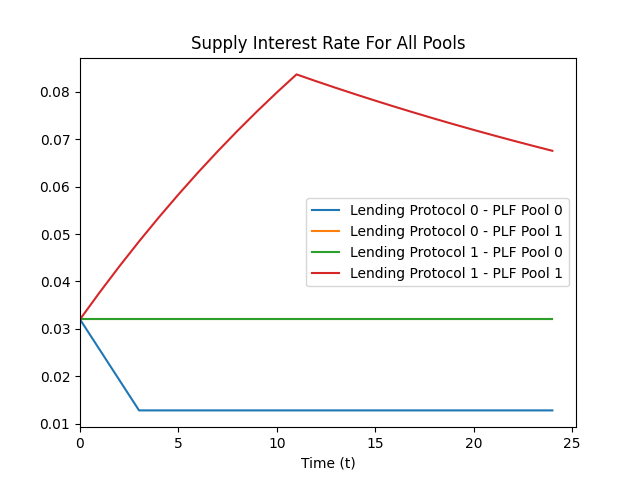 Supply Interest Rate For All Pools
0.08
0.07
0.06
0.05
0.04
0.03
0.02
0.01
Lending Protocol 0 - PLF Pool 0
Lending Protocol 0 - PLF Pool 1
Lending Protocol 1 - PLF Pool 0
Lending Protocol 1 - PLF Pool 1
0 5 10 15 20 25
Time (t)